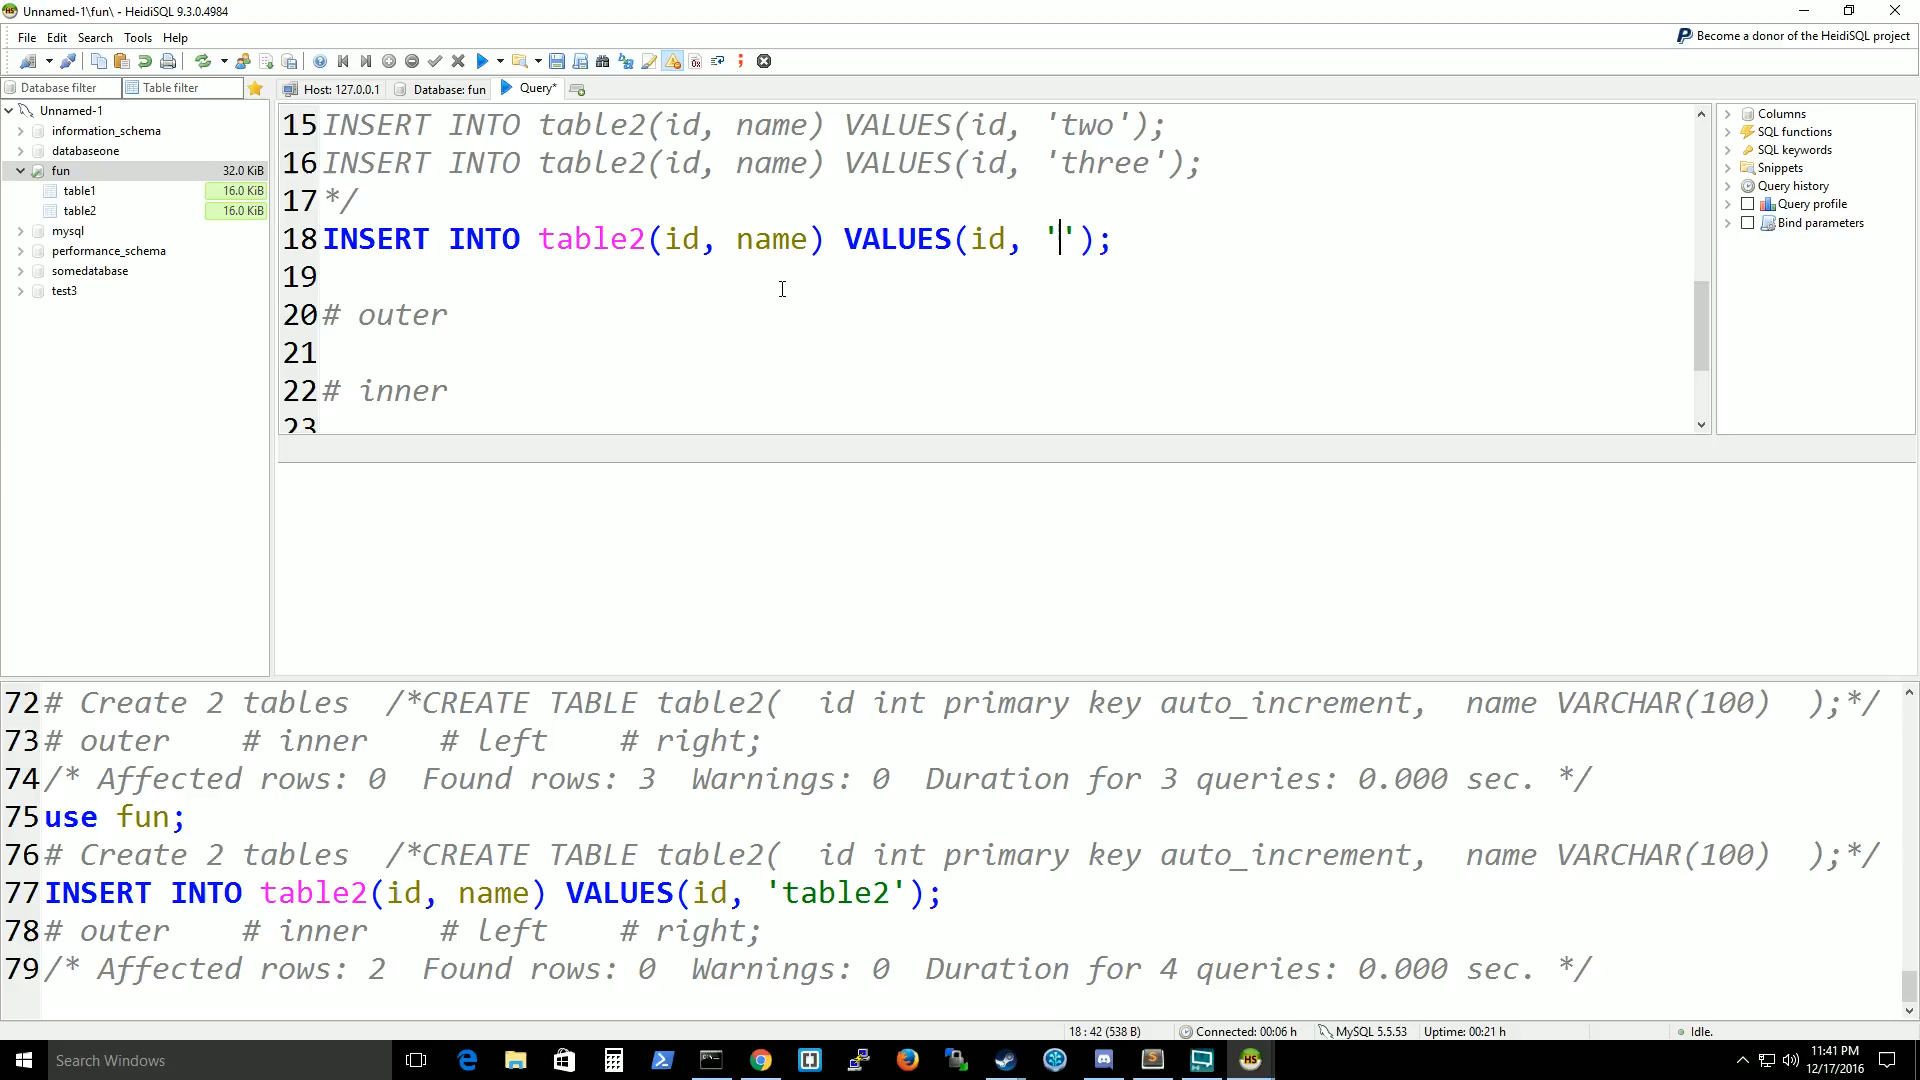 Unnamed-1\fun\ - HeidiSQL 9.3.0.4984
File Edit Search Tools Help
Become a donor of the HeidiSQL project
Database filter Table filter
Host: 127.0.0.1 Database: fun Query*
Unnamed-1
information_schema
databaseone
fun 32.0 KiB
table1 16.0 KiB
table2 16.0 KiB
mysql
performance_schema
somedatabase
test3
15 INSERT INTO table2(id, name) VALUES(id, 'two');
16 INSERT INTO table2(id, name) VALUES(id, 'three');
17 */
18 INSERT INTO table2(id, name) VALUES(id, '');
19
20 # outer
21
22 # inner
23
Columns
SQL functions
SQL keywords
Snippets
Query history
Query profile
Bind parameters
72 # Create 2 tables /*CREATE TABLE table2( id int primary key auto_increment, name VARCHAR(100) );*/
73 # outer # inner # left # right;
74 /* Affected rows: 0 Found rows: 3 Warnings: 0 Duration for 3 queries: 0.000 sec. */
75 use fun;
76 # Create 2 tables /*CREATE TABLE table2( id int primary key auto_increment, name VARCHAR(100) );*/
77 INSERT INTO table2(id, name) VALUES(id, 'table2');
78 # outer # inner # left # right;
79 /* Affected rows: 2 Found rows: 0 Warnings: 0 Duration for 4 queries: 0.000 sec. */
18 : 42 (538 B) Connected: 00:06 h MySQL 5.5.53 Uptime: 00:21 h Idle.
Search Windows
11:41 PM
12/17/2016